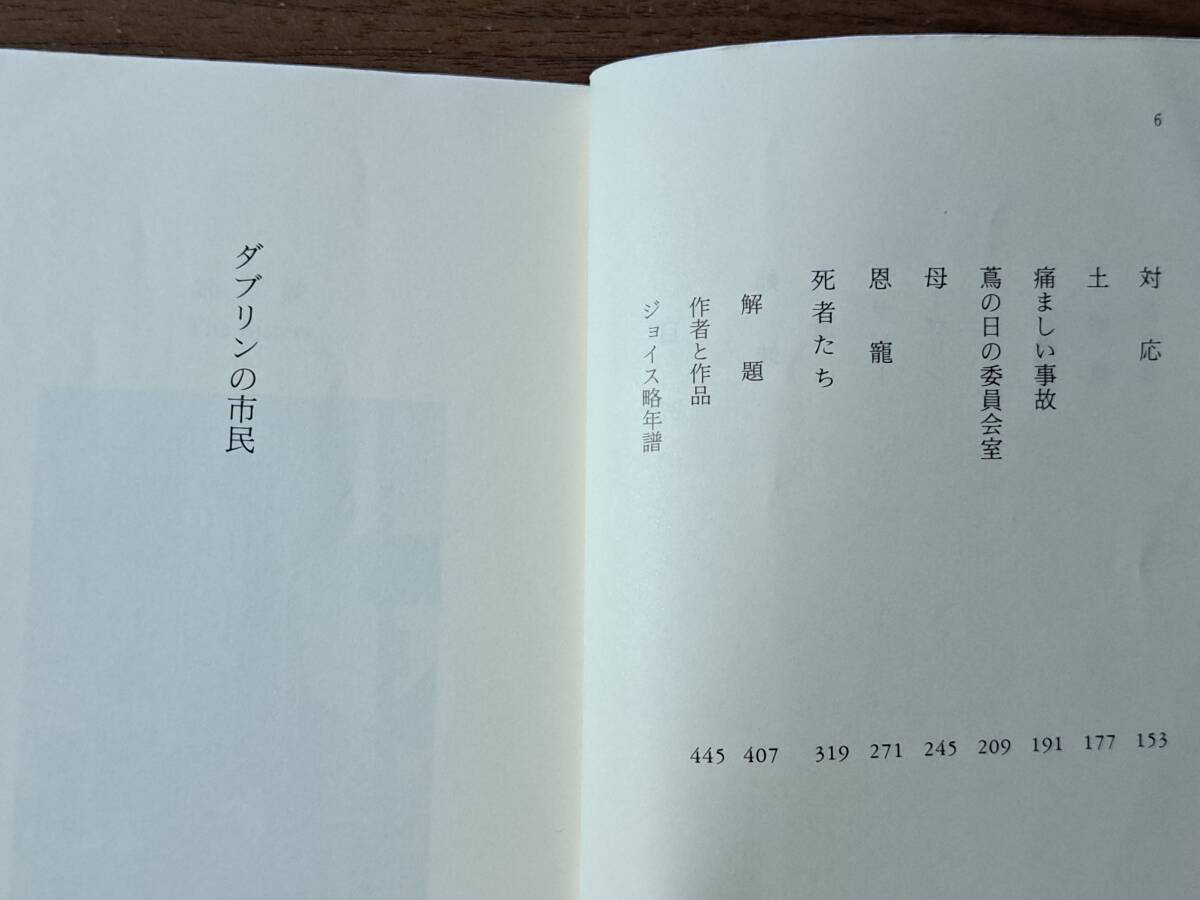 6
対応 153
土 177
痛ましい事故 191
蔦の日の委員会室 209
母 245
恩寵 271
死者たち 319
解題 407
作者と作品 445
ジョイス略年譜
ダブリンの市民